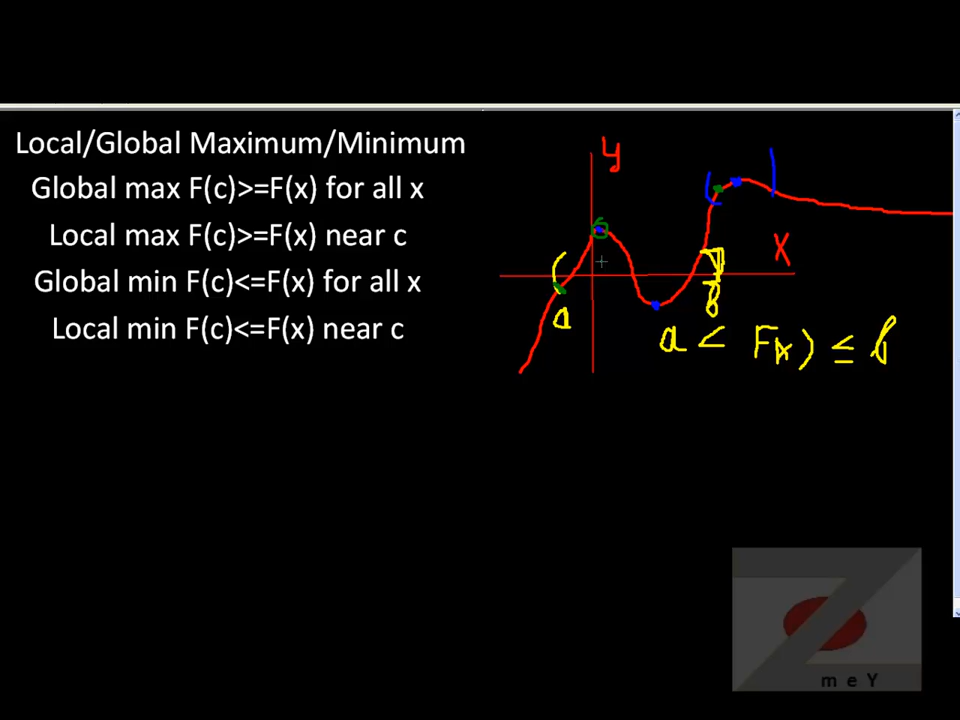 Local/Global Maximum/Minimum
Global max F(c)>=F(x) for all x
Local max F(c)>=F(x) near c
Global min F(c)<=F(x) for all x
Local min F(c)<=F(x) near c
y
x
a
b
a < F(x) ≤ b
m e Y